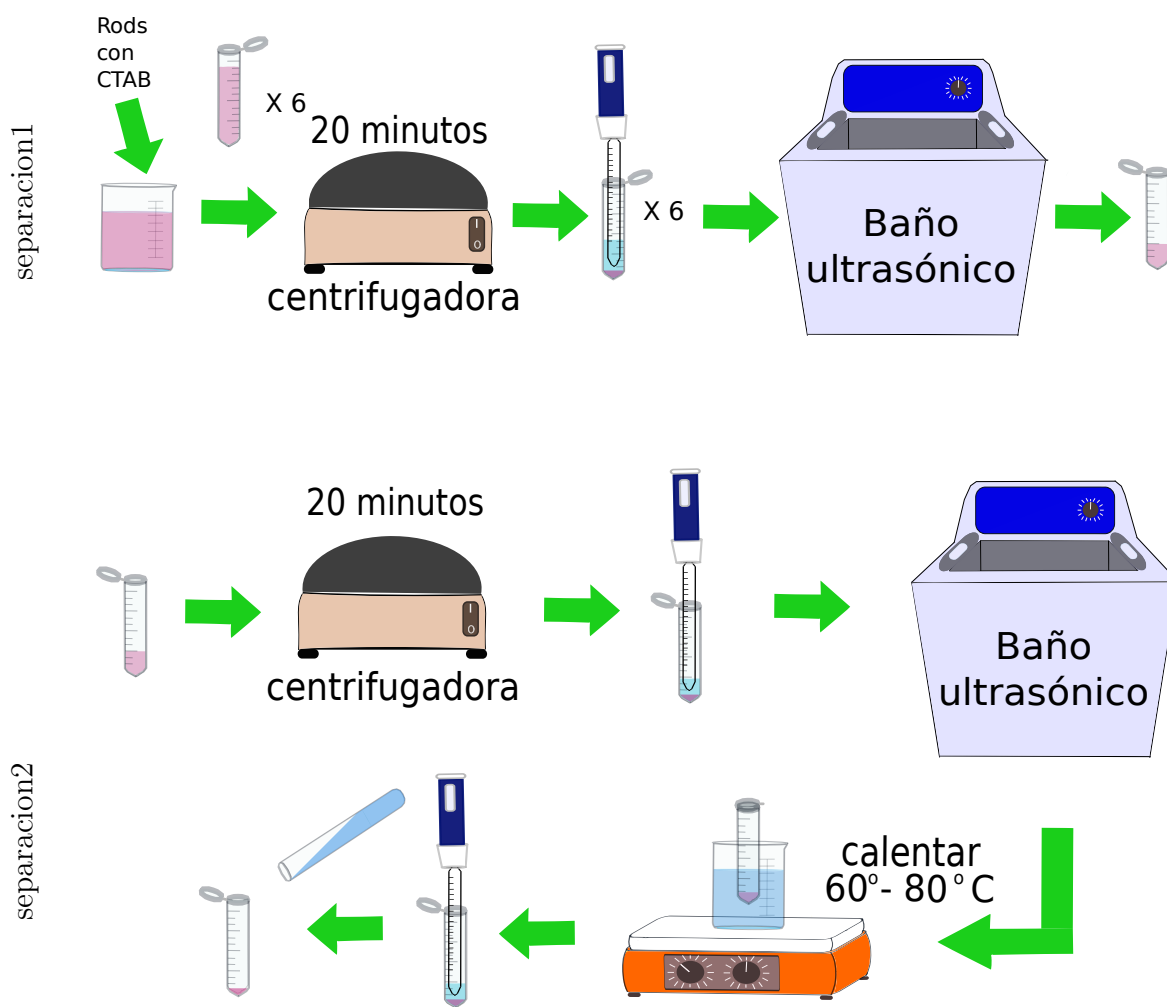 Rods
con
CTAB
X 6
20 minutos
centrifugadora
X 6
Baño
ultrasónico
separacion1
20 minutos
centrifugadora
Baño
ultrasónico
calentar
60º- 80°C
separacion2